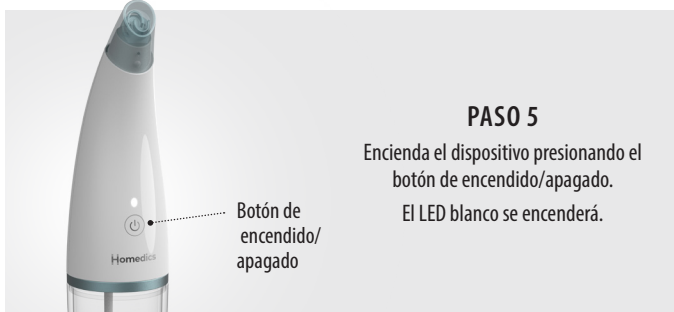 PASO 5
Encienda el dispositivo presionando el
botón de encendido/apagado.
El LED blanco se encenderá.
Botón de
encendido/
apagado
Homedics